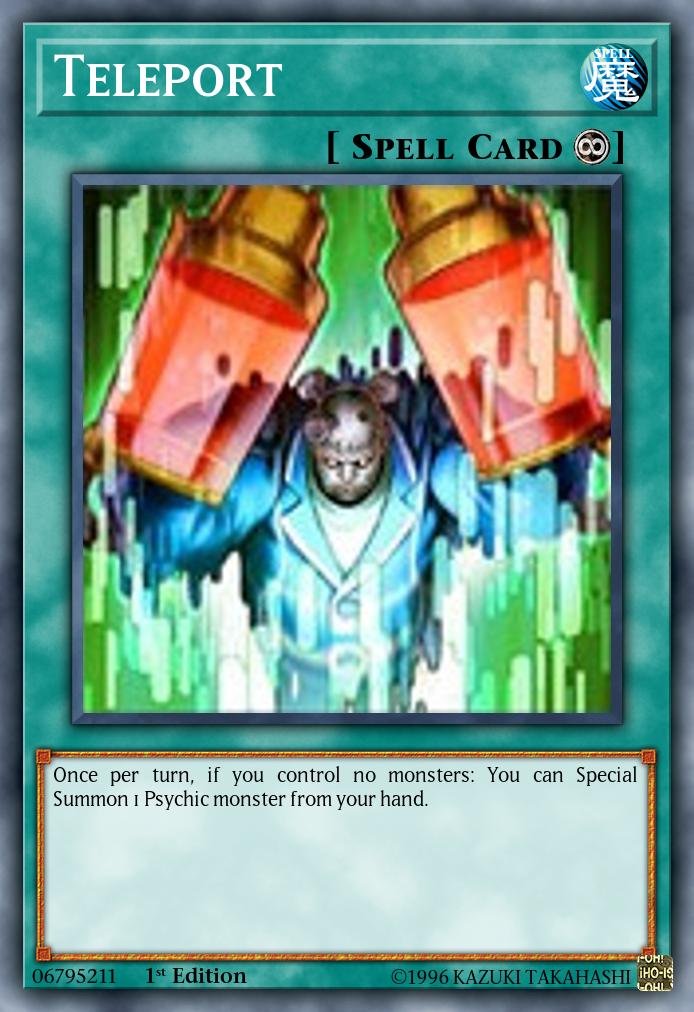 TELEPORT
SPELL
魔
[ SPELL CARD ]
Once per turn, if you control no monsters: You can Special
Summon 1 Psychic monster from your hand.
06795211 1st Edition ©1996 KAZUKI TAKAHASHI